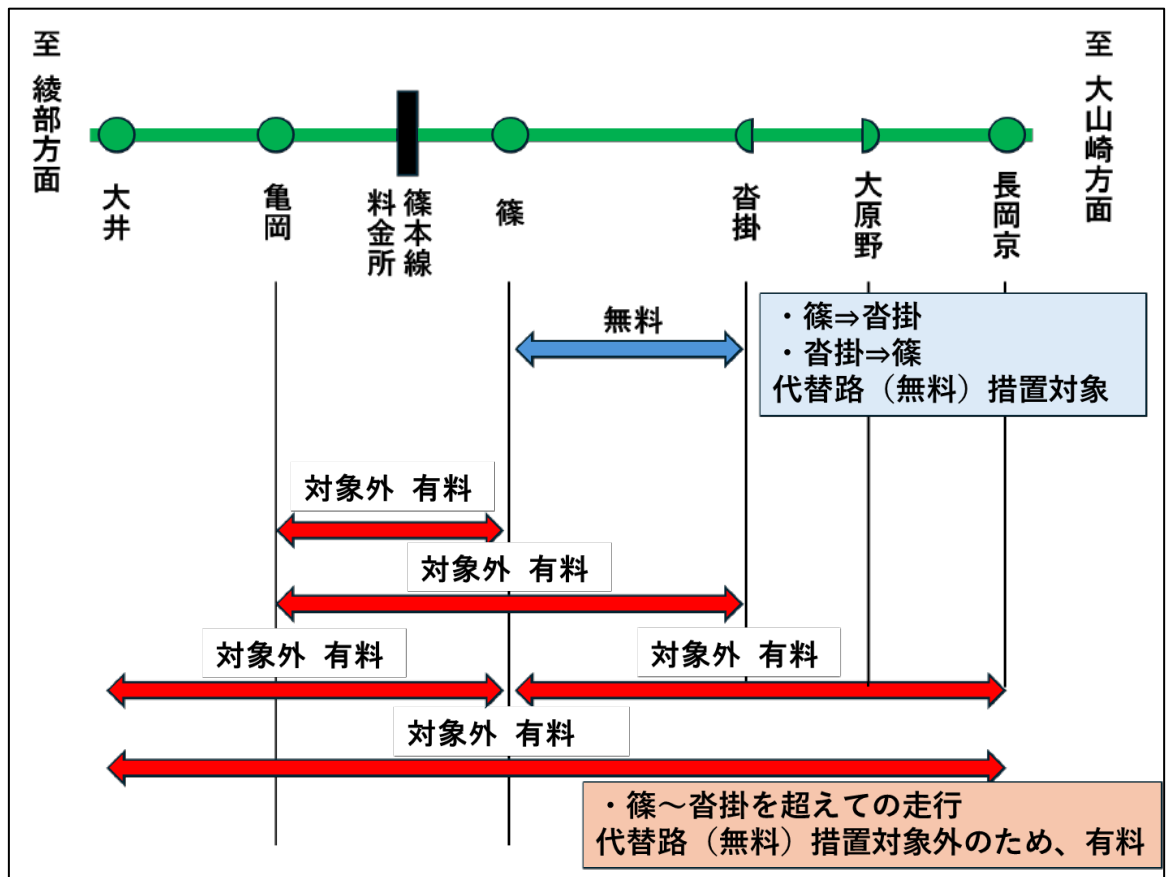 至 綾部方面
至 大山崎方面
大井
亀岡
篠本線
料金所
篠
沓掛
大原野
長岡京
無料
・篠⇒沓掛
・沓掛⇒篠
代替路（無料）措置対象
対象外 有料
対象外 有料
対象外 有料
対象外 有料
対象外 有料
・篠～沓掛を超えての走行
代替路（無料）措置対象外のため、有料